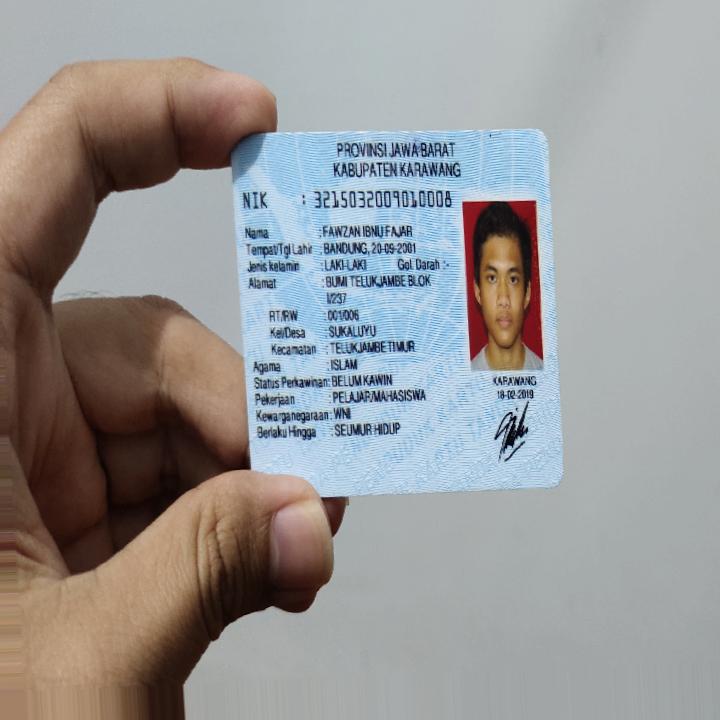 PROVINSI JAWA BARAT
KABUPATEN KARAWANG
NIK : 3215032009010008
Nama : FAWZAN IBNU FAJAR
Tempat/Tgl Lahir : BANDUNG, 20-09-2001
Jenis kelamin : LAKI-LAKI Gol. Darah :-
Alamat : BUMI TELUKJAMBE BLOK
I/237
RT/RW : 001/006
Kel/Desa : SUKALUYU
Kecamatan : TELUKJAMBE TIMUR
Agama : ISLAM
Status Perkawinan: BELUM KAWIN
Pekerjaan : PELAJAR/MAHASISWA
Kewarganegaraan: WNI
Berlaku Hingga : SEUMUR HIDUP
KARAWANG
18-02-2019